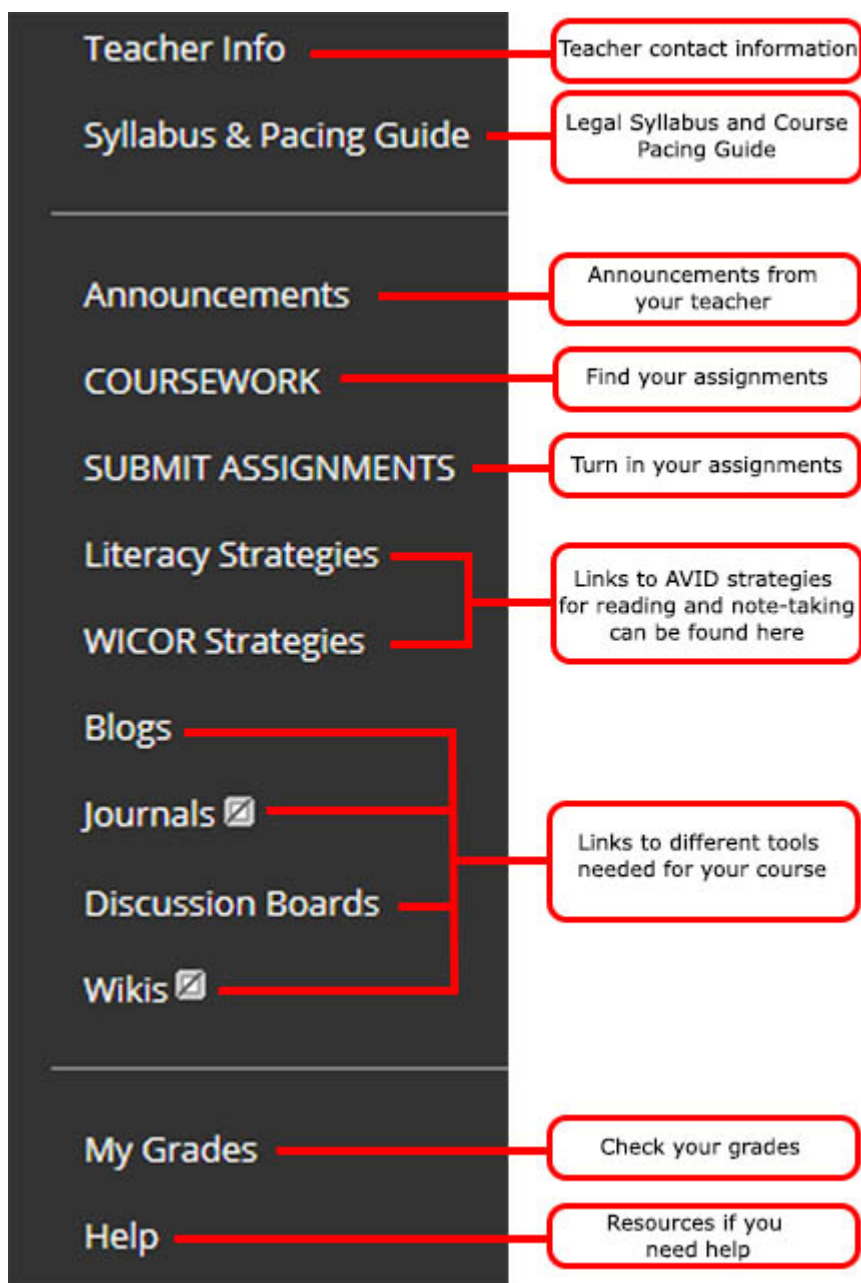 Teacher Info
Teacher contact information
Syllabus & Pacing Guide
Legal Syllabus and Course
Pacing Guide
Announcements
Announcements from
your teacher
COURSEWORK
Find your assignments
SUBMIT ASSIGNMENTS
Turn in your assignments
Literacy Strategies
WICOR Strategies
Links to AVID strategies
for reading and note-taking
can be found here
Blogs
Journals
Discussion Boards
Wikis
Links to different tools
needed for your course
My Grades
Check your grades
Help
Resources if you
need help